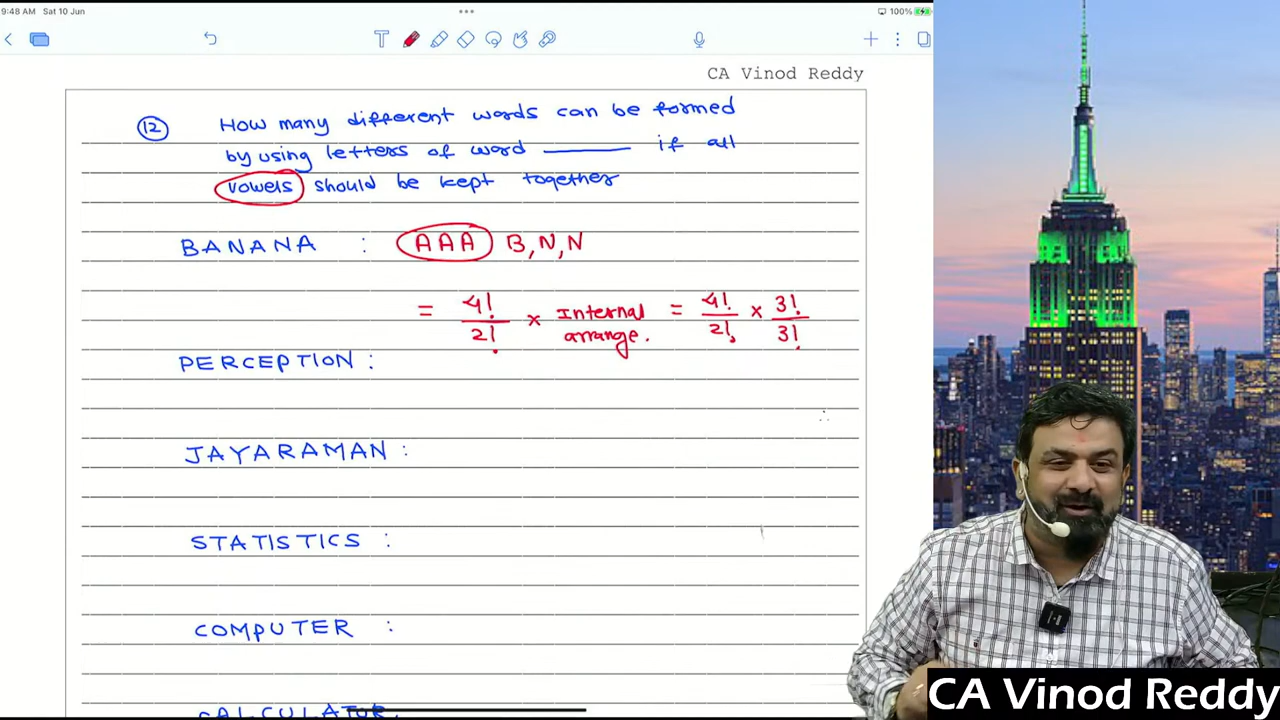 9:48 AM Sat 10 Jun
100%
CA Vinod Reddy
12 How many different words can be formed
by using letters of word ______ if all
vowels should be kept together
BANANA : AAA B, N, N
= 4!/2! × Internal arrange. = 4!/2! × 3!/3!
PERCEPTION :
JAYARAMAN :
STATISTICS :
COMPUTER :
CALCULATOR
CA Vinod Reddy